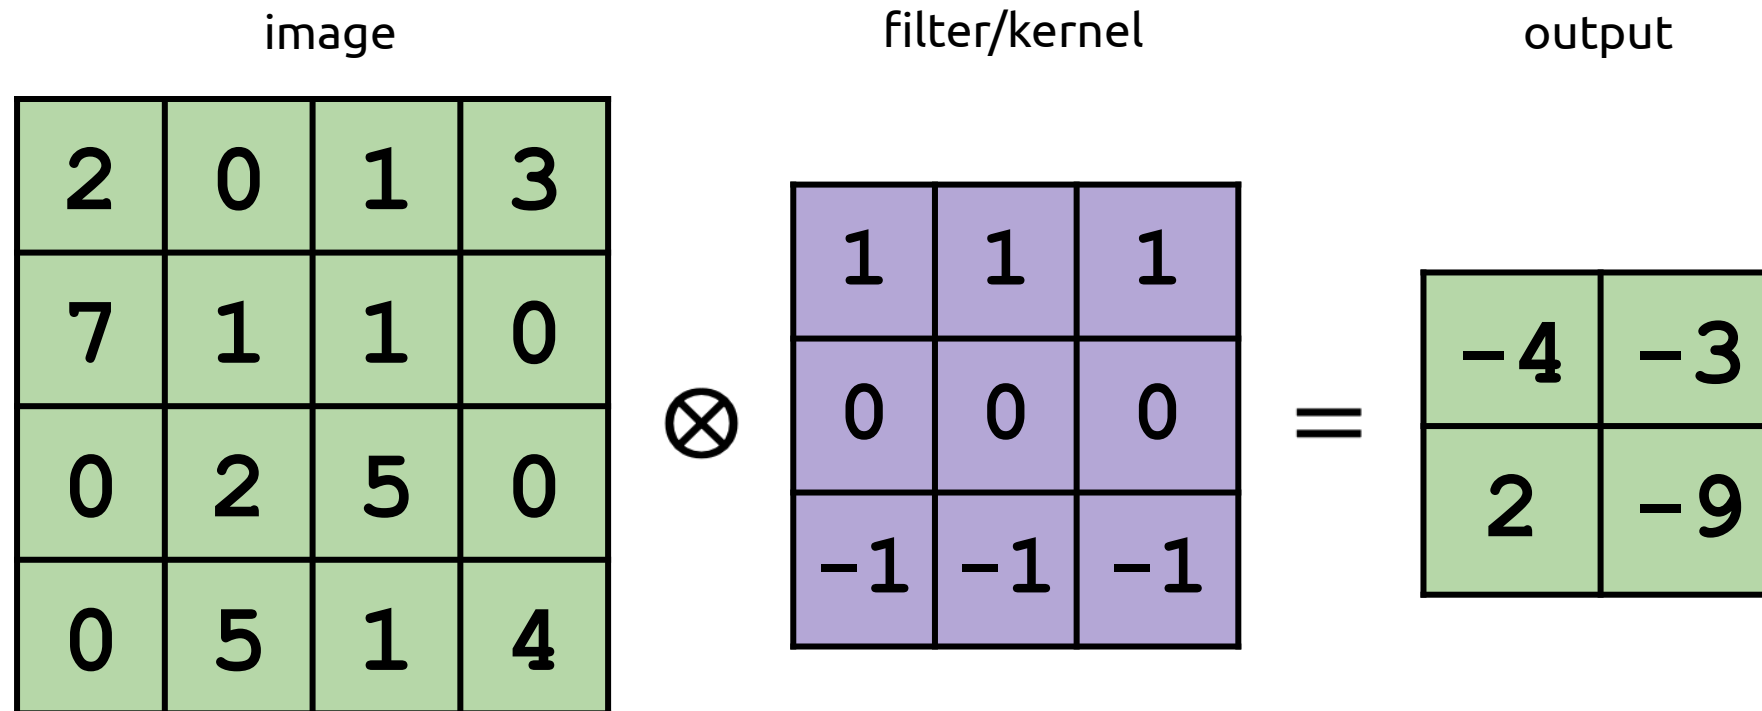 image filter/kernel output
2 0 1 3
7 1 1 0
0 2 5 0
0 5 1 4
⊗
1 1 1
0 0 0
-1 -1 -1
=
-4 -3
2 -9